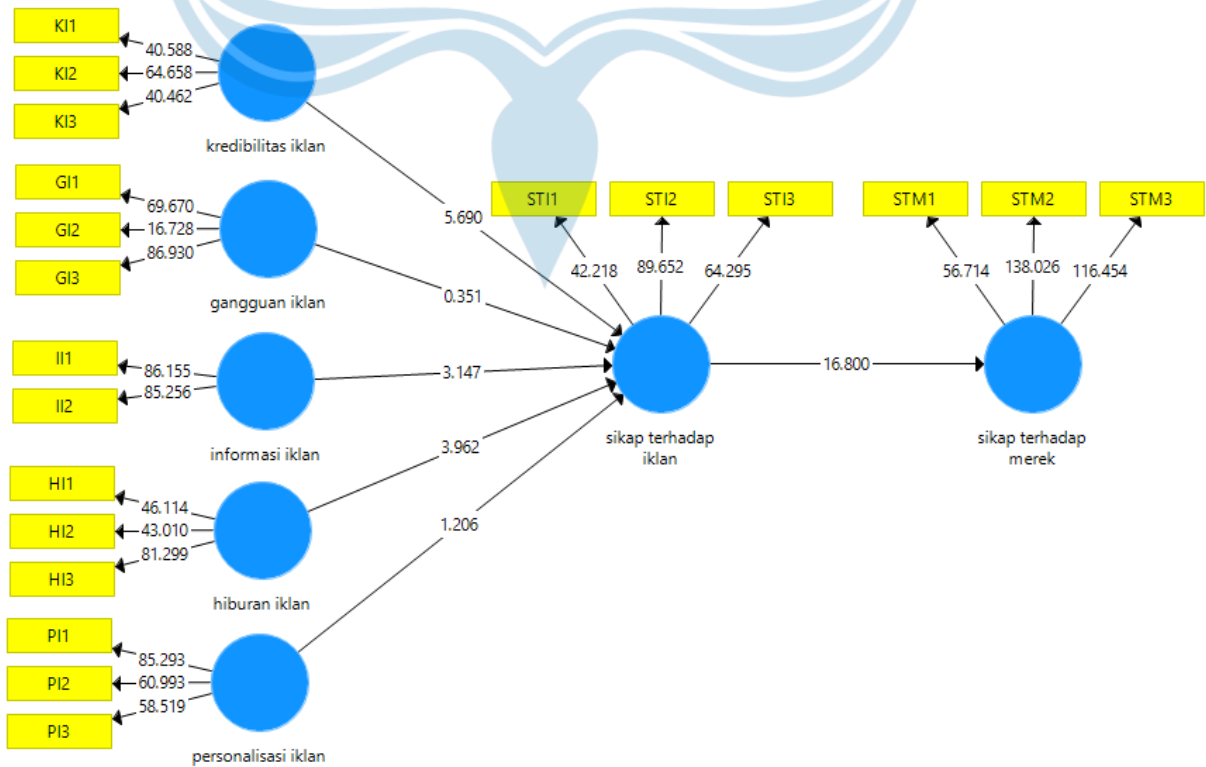 KI1
40.588
KI2
64.658
KI3
40.462
kredibilitas iklan
GI1
69.670
GI2
16.728
GI3
86.930
gangguan iklan
II1
86.155
II2
85.256
informasi iklan
HI1
46.114
HI2
43.010
HI3
81.299
hiburan iklan
PI1
85.293
PI2
60.993
PI3
58.519
personalisasi iklan
5.690
0.351
3.147
3.962
1.206
STI1
STI2
STI3
42.218
89.652
64.295
sikap terhadap
iklan
16.800
STM1
STM2
STM3
56.714
138.026
116.454
sikap terhadap
merek